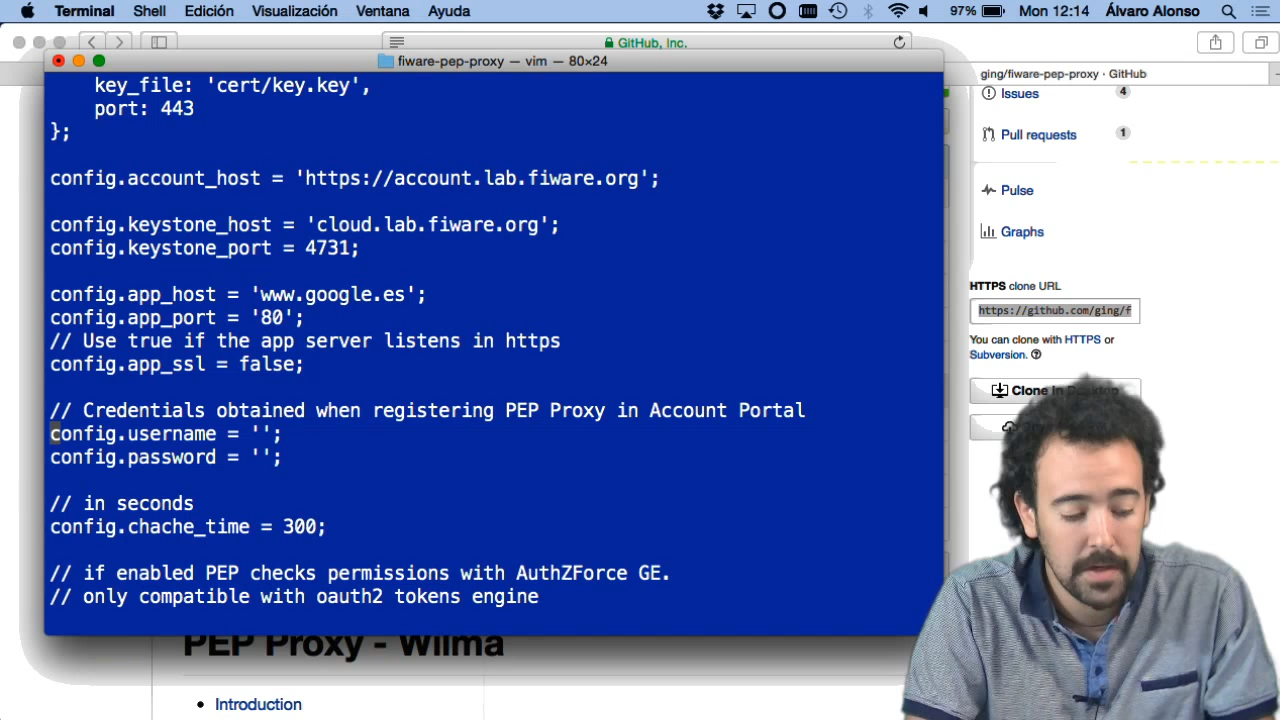 Terminal Shell Edición Visualización Ventana Ayuda 97% Mon 12:14 Álvaro Alonso
GitHub, Inc.
fiware-pep-proxy — vim — 80×24
ging/fiware-pep-proxy · GitHub
key_file: 'cert/key.key',
port: 443
};
config.account_host = 'https://account.lab.fiware.org';
config.keystone_host = 'cloud.lab.fiware.org';
config.keystone_port = 4731;
config.app_host = 'www.google.es';
config.app_port = '80';
// Use true if the app server listens in https
config.app_ssl = false;
// Credentials obtained when registering PEP Proxy in Account Portal
config.username = '';
config.password = '';
// in seconds
config.chache_time = 300;
// if enabled PEP checks permissions with AuthZForce GE.
// only compatible with oauth2 tokens engine
Issues 4
Pull requests 1
Pulse
Graphs
HTTPS clone URL
https://github.com/ging/f
You can clone with HTTPS or
Subversion.
Clone in Desktop
PEP Proxy - Wilma
Introduction